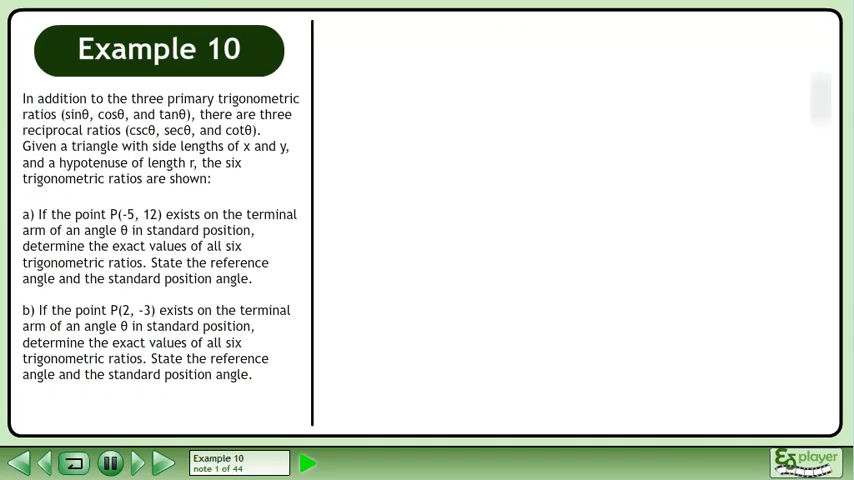 Example 10
In addition to the three primary trigonometric
ratios (sinθ, cosθ, and tanθ), there are three
reciprocal ratios (cscθ, secθ, and cotθ).
Given a triangle with side lengths of x and y,
and a hypotenuse of length r, the six
trigonometric ratios are shown:
a) If the point P(-5, 12) exists on the terminal
arm of an angle θ in standard position,
determine the exact values of all six
trigonometric ratios. State the reference
angle and the standard position angle.
b) If the point P(2, -3) exists on the terminal
arm of an angle θ in standard position,
determine the exact values of all six
trigonometric ratios. State the reference
angle and the standard position angle.
Example 10
note 1 of 44
player